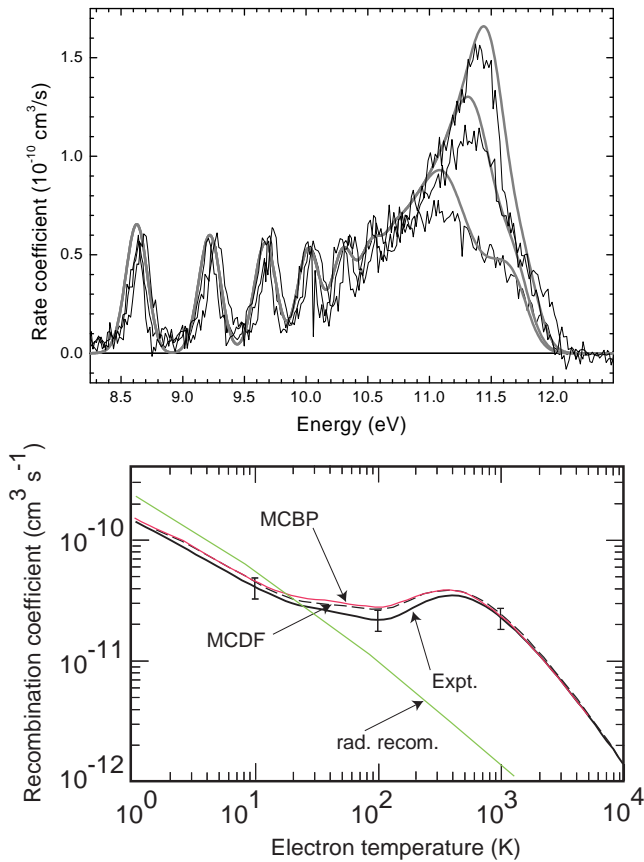 Rate coefficient (10⁻¹⁰ cm³/s)
1.5
1.0
0.5
0.0
8.5 9.0 9.5 10.0 10.5 11.0 11.5 12.0
Energy (eV)
Recombination coefficient (cm³ s⁻¹)
10⁻¹⁰
10⁻¹¹
10⁻¹²
MCBP
MCDF
Expt.
rad. recom.
10⁰ 10¹ 10² 10³ 10⁴
Electron temperature (K)